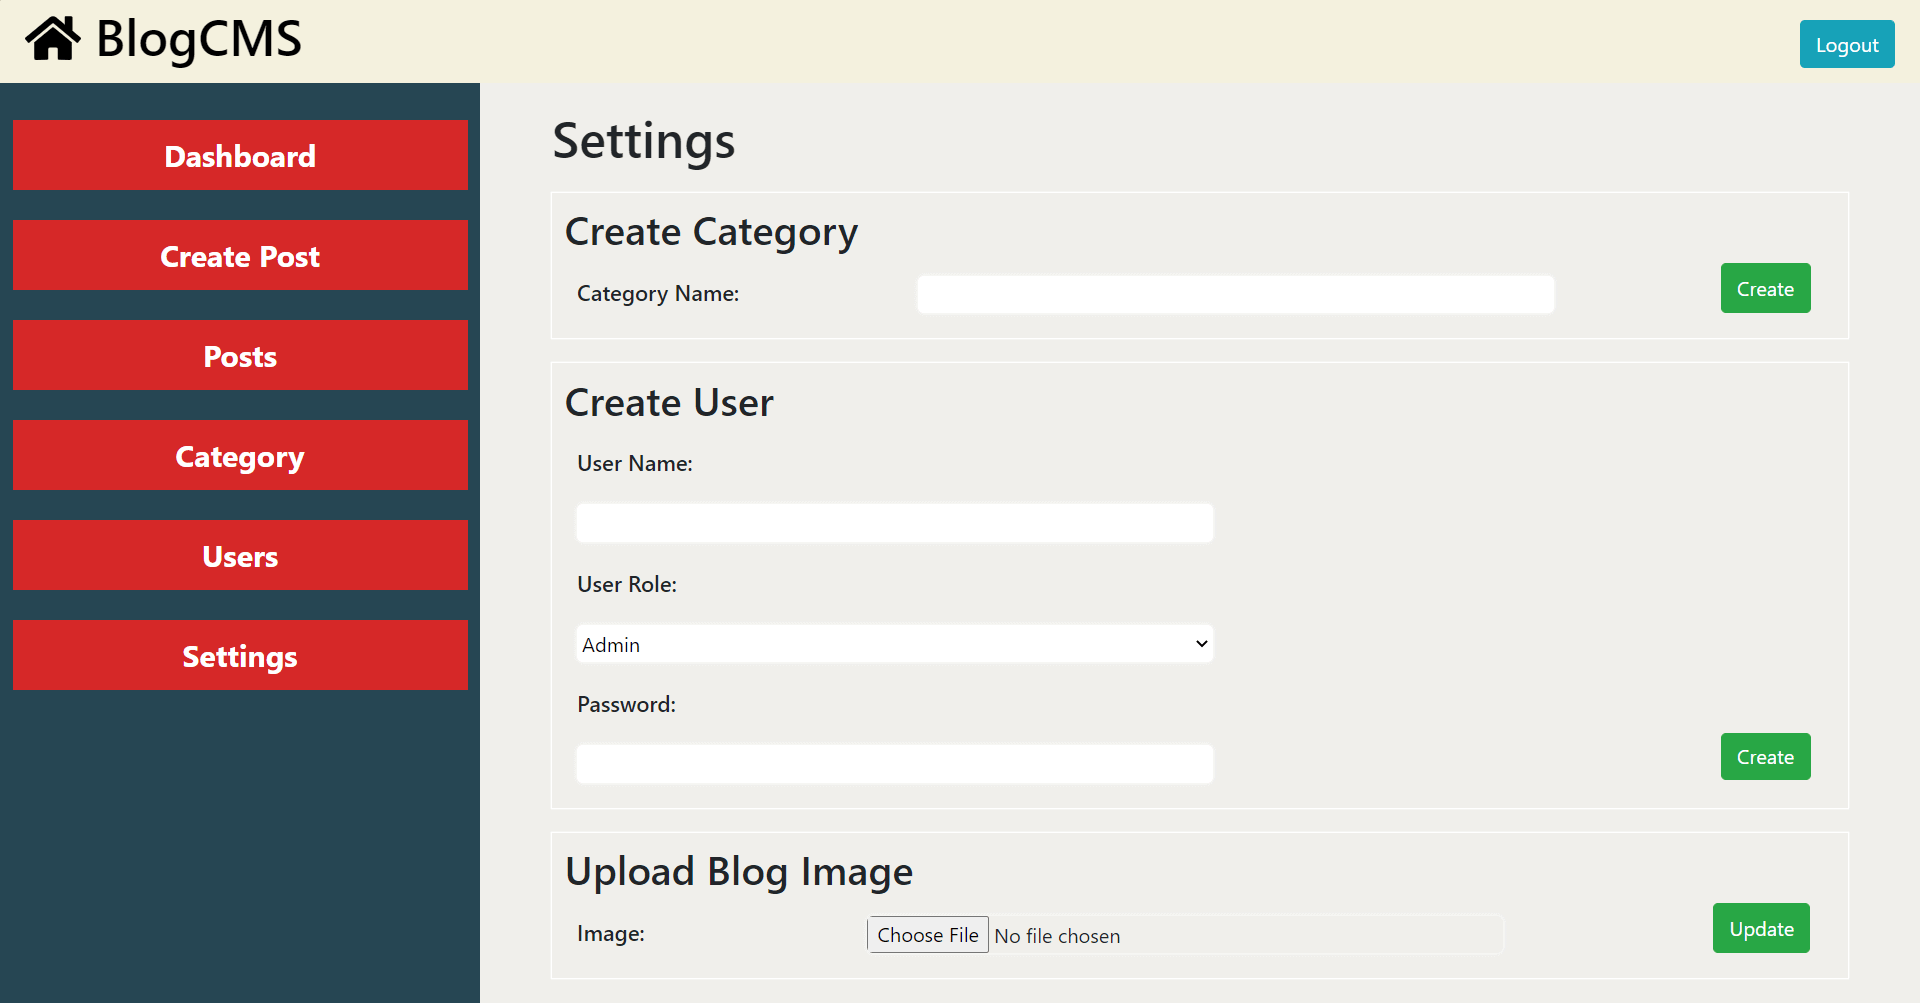 BlogCMS
Logout
Dashboard
Create Post
Posts
Category
Users
Settings
Settings
Create Category
Category Name:
Create
Create User
User Name:
User Role:
Admin
Password:
Create
Upload Blog Image
Image:
Choose File No file chosen
Update